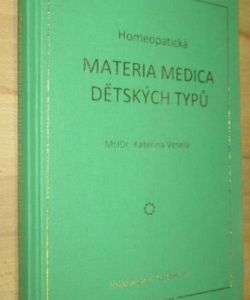 Homeopatická
MATERIA MEDICA
DĚTSKÝCH TYPŮ
MUDr. Kateřina Veselá